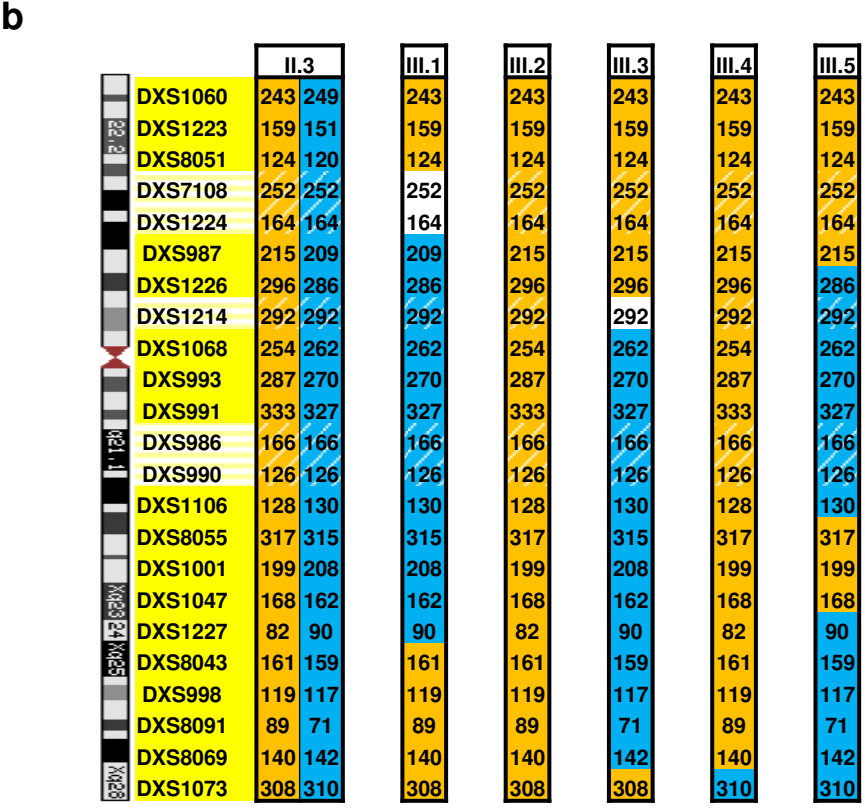 b
II.3 III.1 III.2 III.3 III.4 III.5
DXS1060 243 249 243 243 243 243 243
DXS1223 159 151 159 159 159 159 159
DXS8051 124 120 124 124 124 124 124
DXS7108 252 252 252 252 252 252 252
DXS1224 164 164 164 164 164 164 164
DXS987 215 209 209 215 215 215 215
DXS1226 296 286 286 296 296 296 286
DXS1214 292 292 292 292 292 292 292
DXS1068 254 262 262 254 262 254 262
DXS993 287 270 270 287 270 287 270
DXS991 333 327 327 333 327 333 327
DXS986 166 166 166 166 166 166 166
DXS990 126 126 126 126 126 126 126
DXS1106 128 130 130 128 130 128 130
DXS8055 317 315 315 317 315 317 317
DXS1001 199 208 208 199 208 199 199
DXS1047 168 162 162 168 162 168 168
DXS1227 82 90 90 82 90 82 90
DXS8043 161 159 161 161 159 161 159
DXS998 119 117 119 119 117 119 117
DXS8091 89 71 89 89 71 89 71
DXS8069 140 142 140 140 142 140 142
DXS1073 308 310 308 308 308 310 310
22.2
q21.1
Xq23
24
Xq25
Xq28